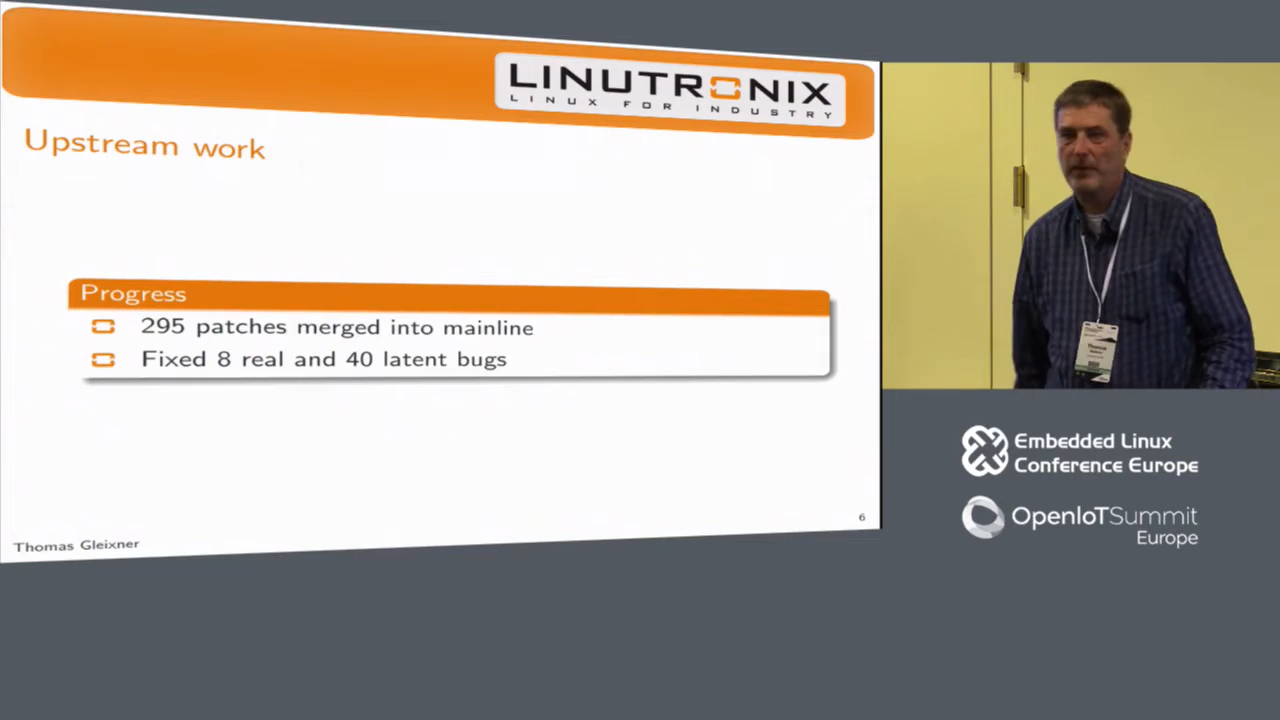 LINUTRONIX
LINUX FOR INDUSTRY
Upstream work
Progress
295 patches merged into mainline
Fixed 8 real and 40 latent bugs
6
Thomas Gleixner
Thomas
Embedded Linux
Conference Europe
OpenIoTSummit
Europe